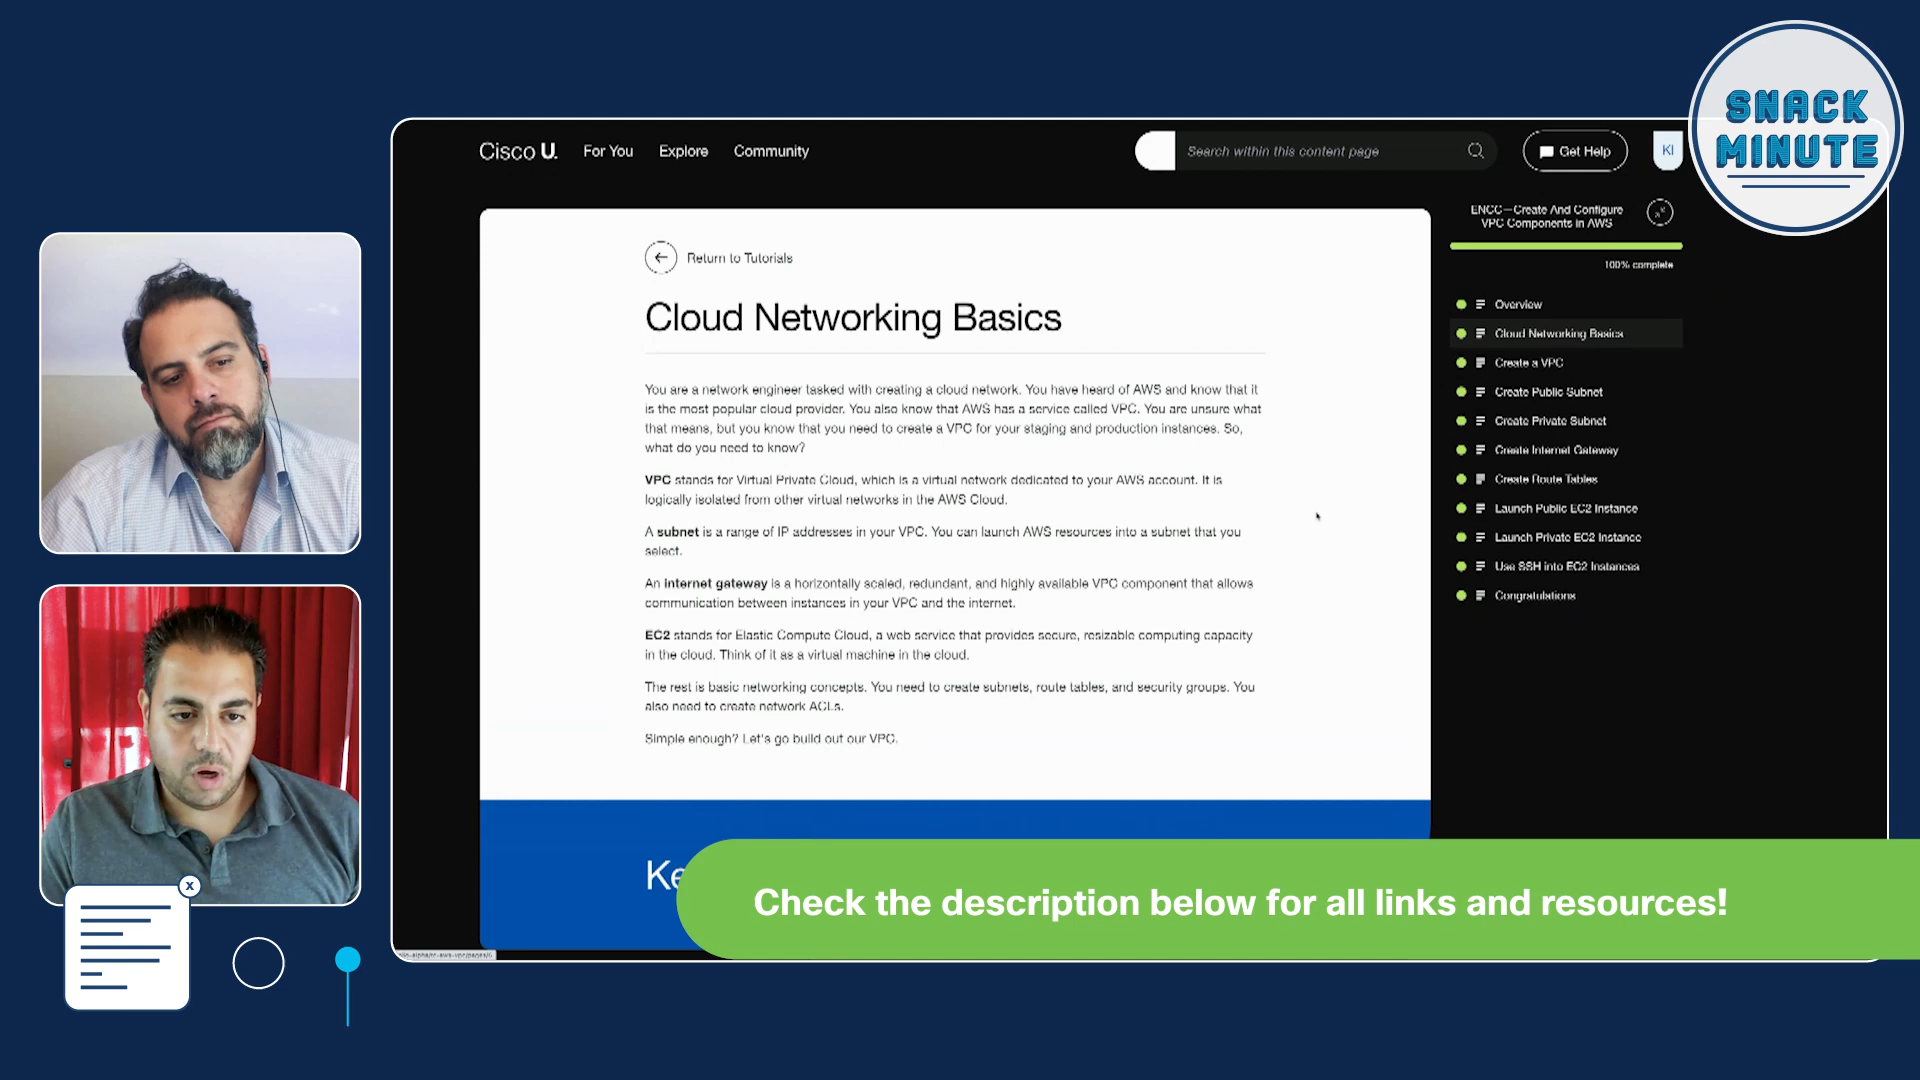 SNACK
MINUTE
Cisco U.
For You
Explore
Community
Search within this content page
Get Help
KI
Return to Tutorials
Cloud Networking Basics
You are a network engineer tasked with creating a cloud network. You have heard of AWS and know that it
is the most popular cloud provider. You also know that AWS has a service called VPC. You are unsure what
that means, but you know that you need to create a VPC for your staging and production instances. So,
what do you need to know?
VPC stands for Virtual Private Cloud, which is a virtual network dedicated to your AWS account. It is
logically isolated from other virtual networks in the AWS Cloud.
A subnet is a range of IP addresses in your VPC. You can launch AWS resources into a subnet that you
select.
An internet gateway is a horizontally scaled, redundant, and highly available VPC component that allows
communication between instances in your VPC and the internet.
EC2 stands for Elastic Compute Cloud, a web service that provides secure, resizable computing capacity
in the cloud. Think of it as a virtual machine in the cloud.
The rest is basic networking concepts. You need to create subnets, route tables, and security groups. You
also need to create network ACLs.
Simple enough? Let's go build out our VPC.
Ke
ENCC—Create And Configure
VPC Components in AWS
100% complete
Overview
Cloud Networking Basics
Create a VPC
Create Public Subnet
Create Private Subnet
Create Internet Gateway
Create Route Tables
Launch Public EC2 Instance
Launch Private EC2 Instance
Use SSH into EC2 Instances
Congratulations
Check the description below for all links and resources!
x